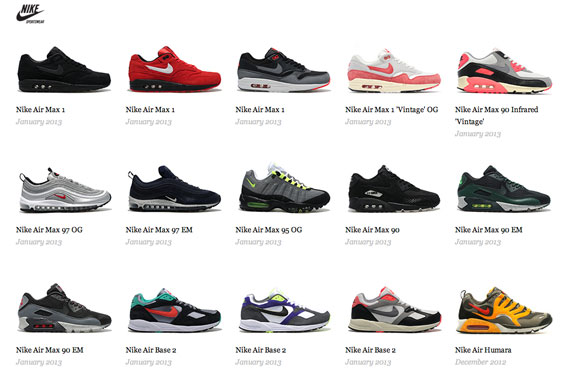 NIKE
SPORTSWEAR
Nike Air Max 1
January 2013
Nike Air Max 1
January 2013
Nike Air Max 1
January 2013
Nike Air Max 1 'Vintage' OG
January 2013
Nike Air Max 90 Infrared
'Vintage'
January 2013
Nike Air Max 97 OG
January 2013
Nike Air Max 97 EM
January 2013
Nike Air Max 95 OG
January 2013
Nike Air Max 90
January 2013
Nike Air Max 90 EM
January 2013
Nike Air Max 90 EM
January 2013
Nike Air Base 2
January 2013
Nike Air Base 2
January 2013
Nike Air Base 2
January 2013
Nike Air Humara
December 2012